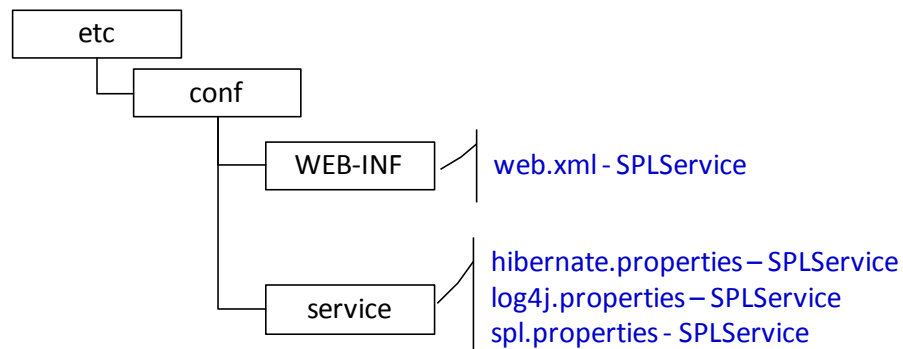 etc
conf
WEB-INF
web.xml - SPLService
hibernate.properties – SPLService
log4j.properties – SPLService
service
spl.properties - SPLService